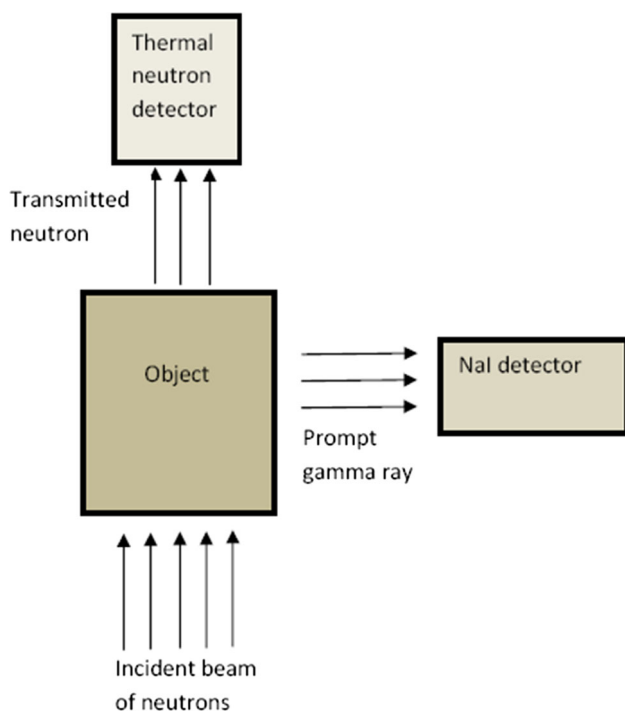 Thermal
neutron
detector
Transmitted
neutron
Object
NaI detector
Prompt
gamma ray
Incident beam
of neutrons